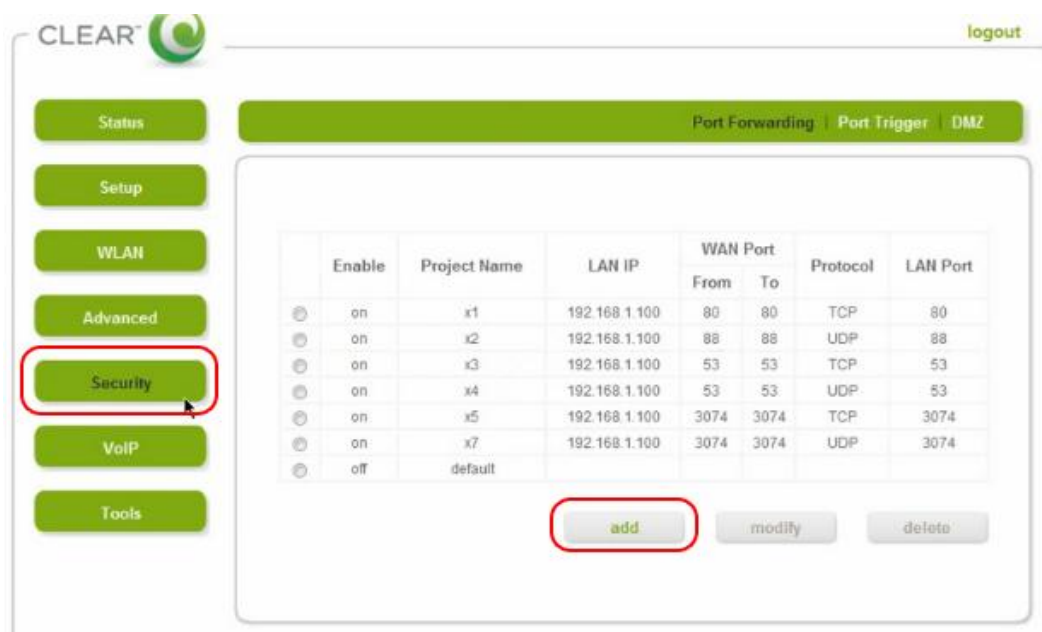 CLEAR™
logout
Status
Setup
WLAN
Advanced
Security
VoIP
Tools
Port Forwarding | Port Trigger | DMZ
Enable Project Name LAN IP WAN Port Protocol LAN Port
From To
on x1 192.168.1.100 80 80 TCP 80
on x2 192.168.1.100 88 88 UDP 88
on x3 192.168.1.100 53 53 TCP 53
on x4 192.168.1.100 53 53 UDP 53
on x5 192.168.1.100 3074 3074 TCP 3074
on x7 192.168.1.100 3074 3074 UDP 3074
off default
add modify delete